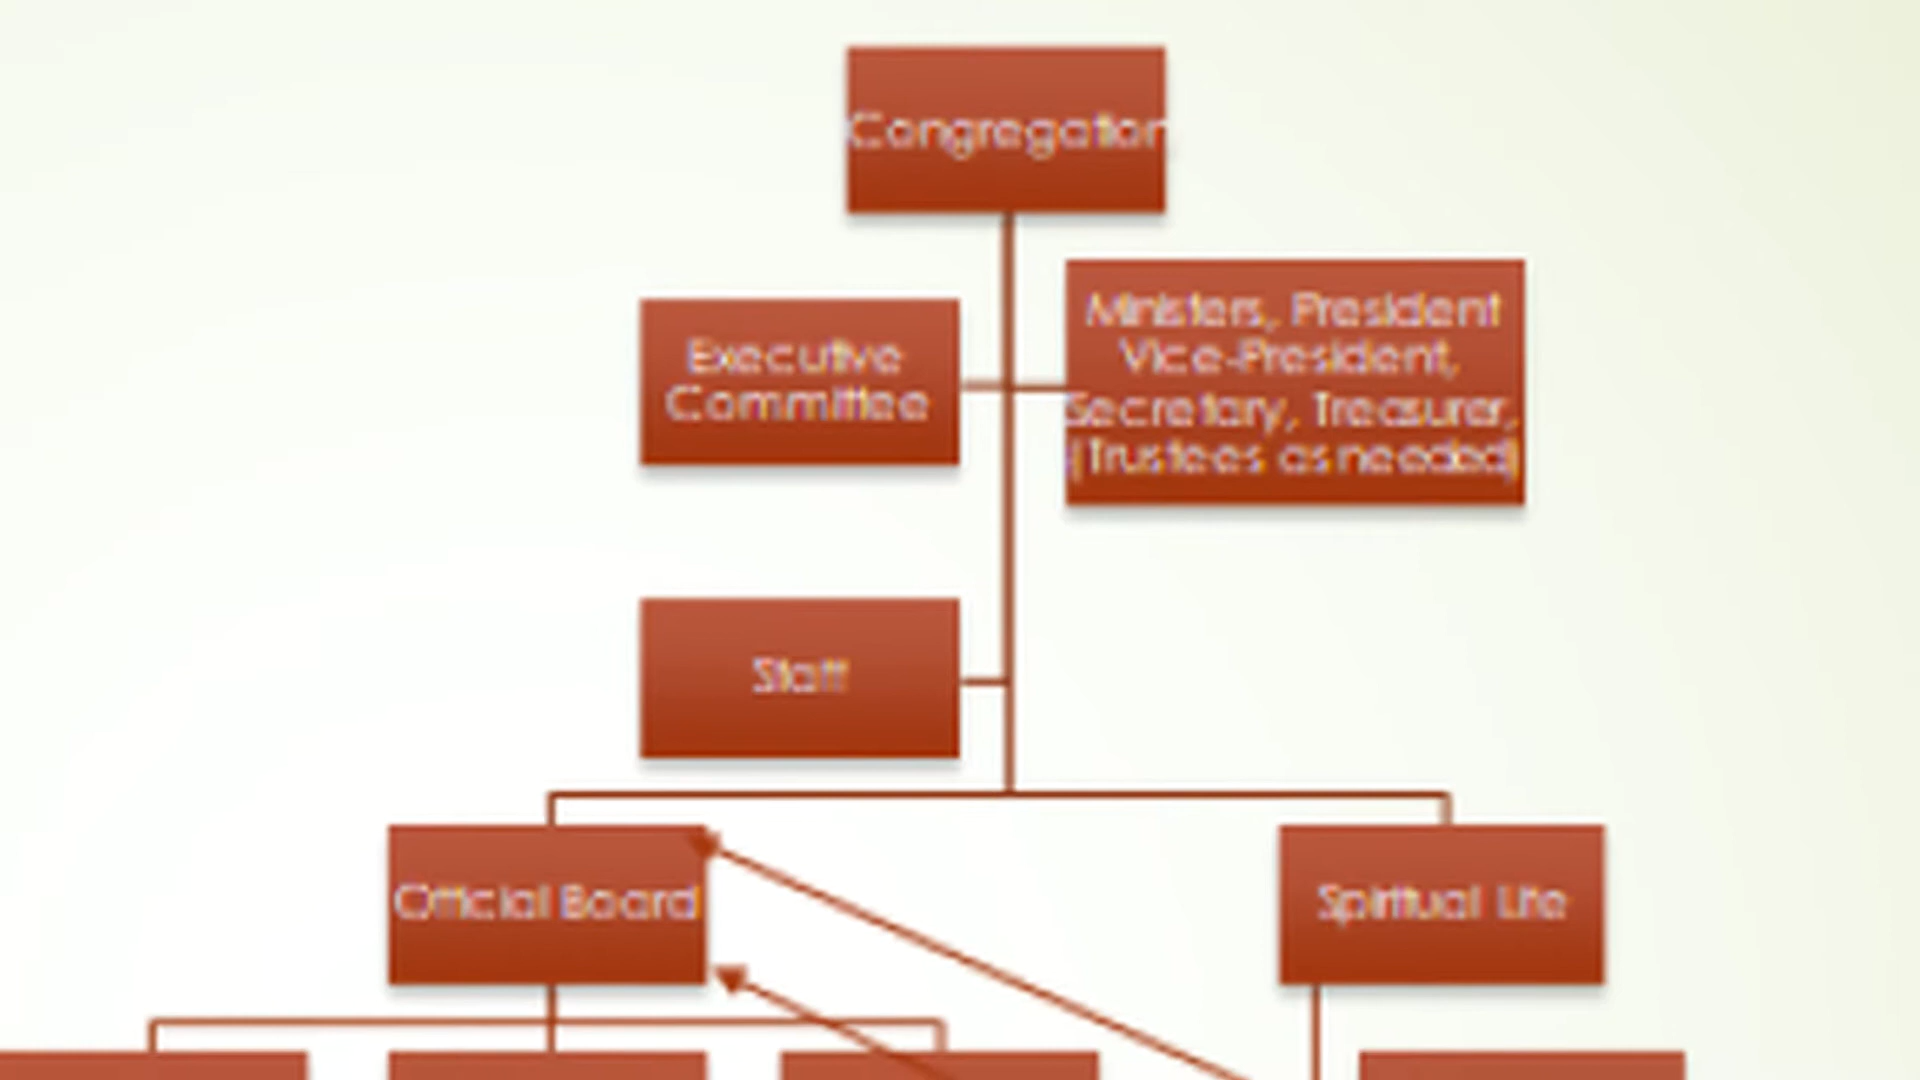 Congregation
Executive
Committee
Ministers, President
Vice-President,
Secretary, Treasurer,
(Trustees as needed)
Staff
Official Board
Spiritual Life